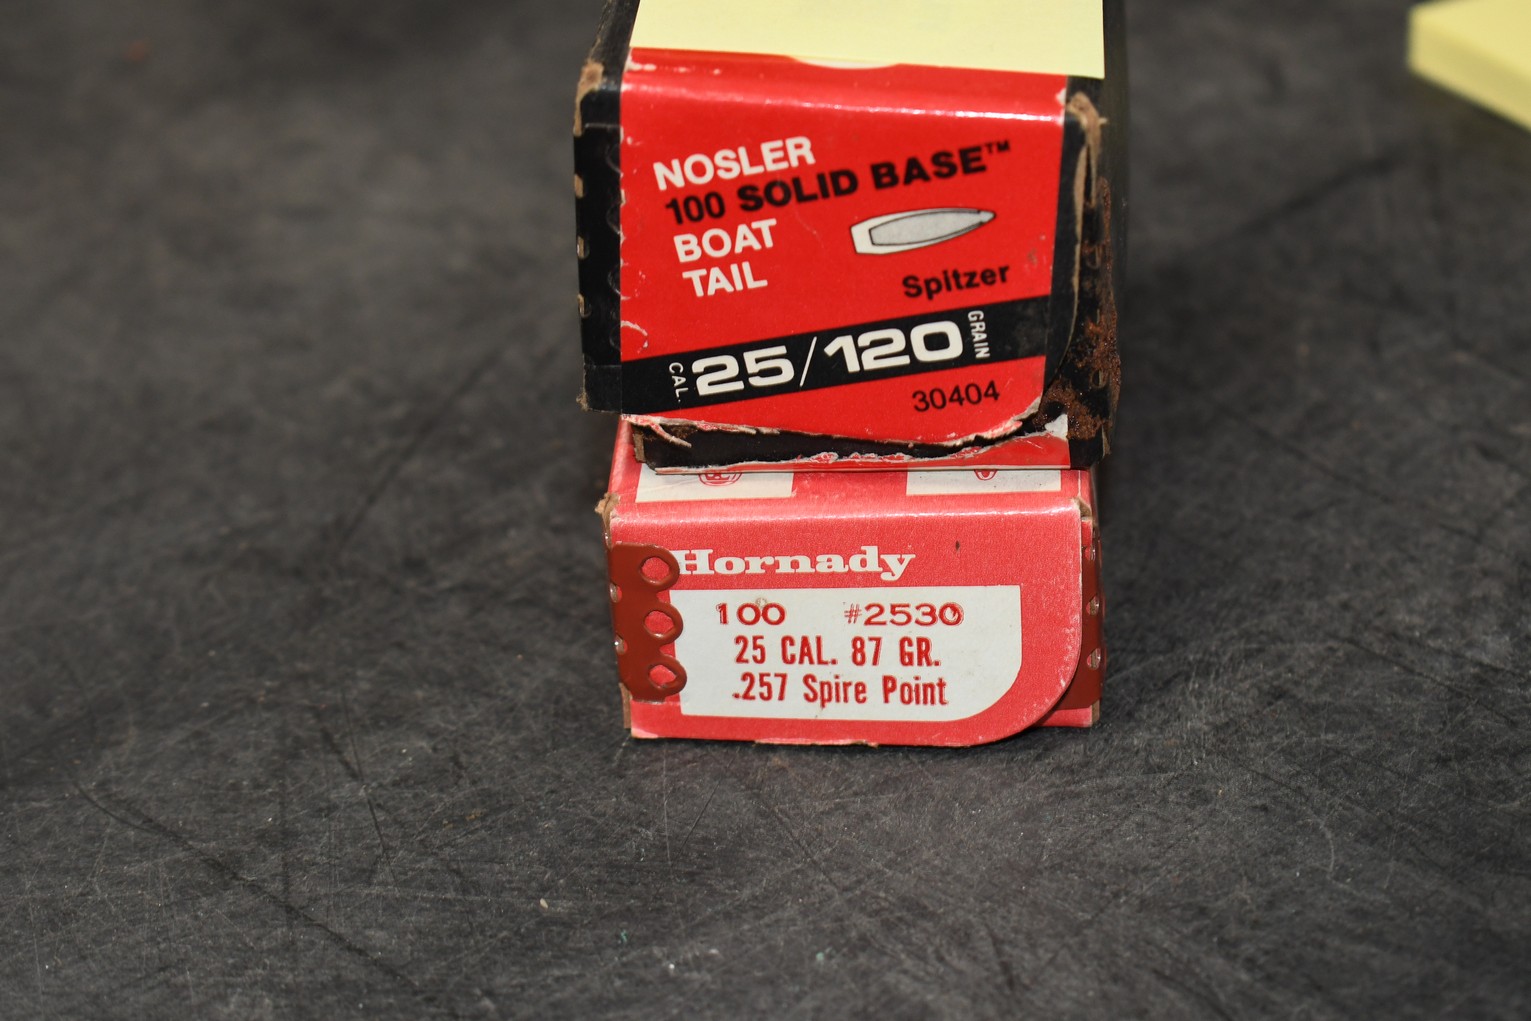 NOSLER
100 SOLID BASE™
BOAT
TAIL
Spitzer
CAL. 25/120 GRAIN
30404
Hornady
100 #2530
25 CAL. 87 GR.
.257 Spire Point